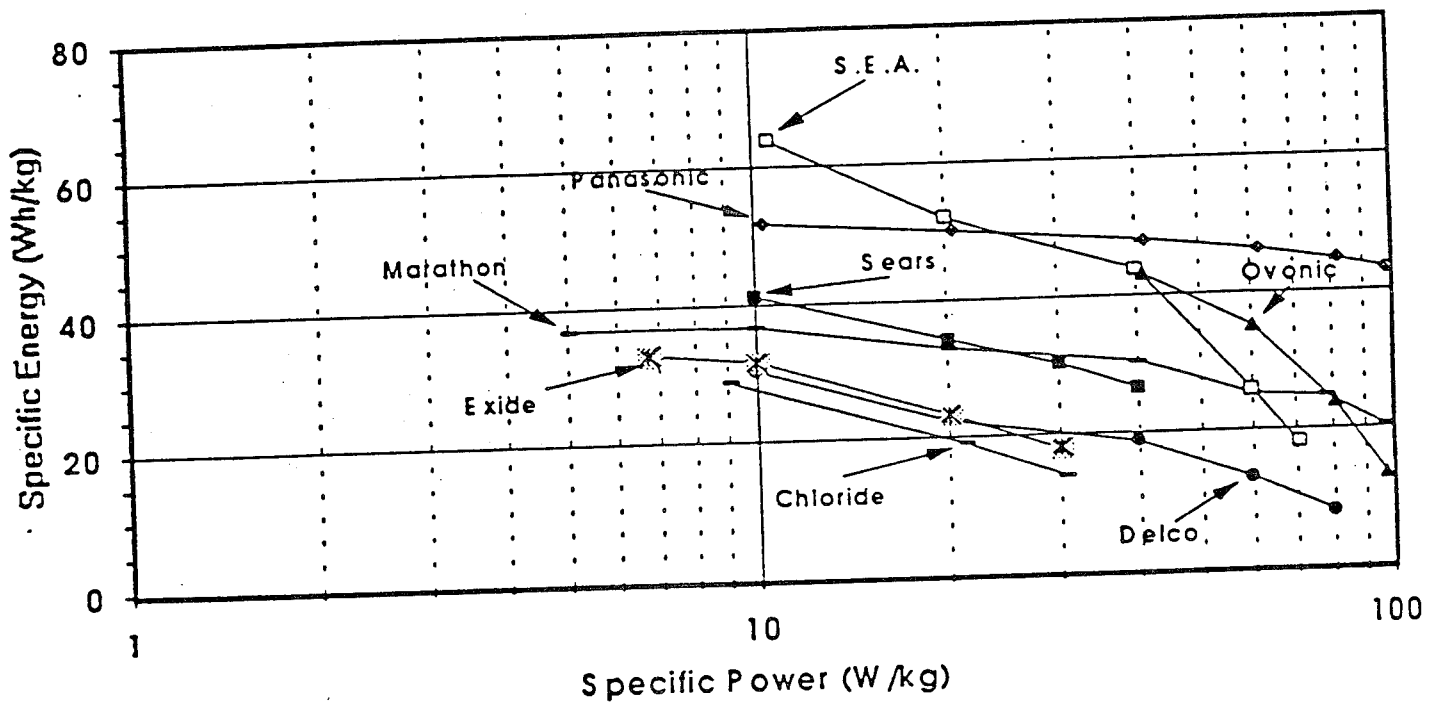 80
S.E.A.
Panasonic
60
Marathon
Sears
Ovonic
40
Exide
20
Chloride
Delco
0
1
10
100
Specific Energy (Wh/kg)
Specific Power (W/kg)